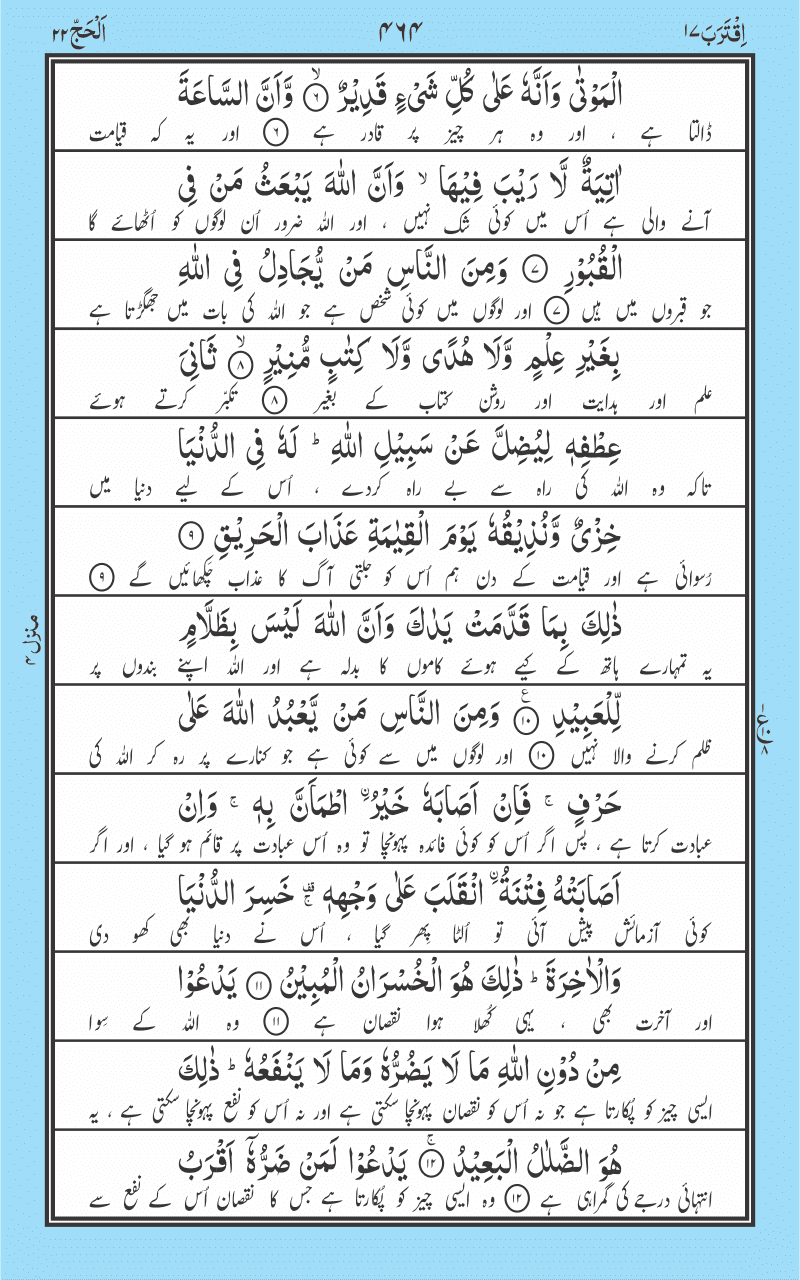 اَلْحَجّ ٢٢
٤٦٤
اِقْتَرَبَ ١٧
الْمَوْتٰى وَاَنَّهٗ عَلٰى كُلِّ شَىْءٍ قَدِيْرٌ ۙ﴿٦﴾ وَّاَنَّ السَّاعَةَ
ڈالتا ہے ، اور وہ ہر چیز پر قادر ہے ﴿٦﴾ اور یہ کہ قیامت
اٰتِيَةٌ لَّا رَيْبَ فِيْهَا ۙ وَاَنَّ اللّٰهَ يَبْعَثُ مَنْ فِى
آنے والی ہے اُس میں کوئی شک نہیں ، اور اللہ ضرور اُن لوگوں کو اُٹھائے گا
الْقُبُوْرِ ﴿٧﴾ وَمِنَ النَّاسِ مَنْ يُّجَادِلُ فِى اللّٰهِ
جو قبروں میں ہیں ﴿٧﴾ اور لوگوں میں کوئی شخص ہے جو اللہ کی بات میں جھگڑتا ہے
بِغَيْرِ عِلْمٍ وَّلَا هُدًى وَّلَا كِتٰبٍ مُّنِيْرٍ ۙ﴿٨﴾ ثَانِىَ
علم اور ہدایت اور روشن کتاب کے بغیر ﴿٨﴾ تکبّر کرتے ہوئے
عِطْفِهٖ لِيُضِلَّ عَنْ سَبِيْلِ اللّٰهِ ؕ لَهٗ فِى الدُّنْيَا
تاکہ وہ اللہ کی راہ سے بے راہ کردے ، اُس کے لیے دنیا میں
خِزْىٌ وَّنُذِيْقُهٗ يَوْمَ الْقِيٰمَةِ عَذَابَ الْحَرِيْقِ ﴿٩﴾
رُسوائی ہے اور قیامت کے دن ہم اُس کو جلتی آگ کا عذاب چکھائیں گے ﴿٩﴾
ذٰلِكَ بِمَا قَدَّمَتْ يَدٰكَ وَاَنَّ اللّٰهَ لَيْسَ بِظَلَّامٍ
یہ تمہارے ہاتھ کے کیے ہوئے کاموں کا بدلہ ہے اور اللہ اپنے بندوں پر
منزل ٤
لِّلْعَبِيْدِ ﴿١٠﴾ۧ وَمِنَ النَّاسِ مَنْ يَّعْبُدُ اللّٰهَ عَلٰى
ظلم کرنے والا نہیں ﴿١٠﴾ اور لوگوں میں سے کوئی ہے جو کنارے پر رہ کر اللہ کی
ع
٨
حَرْفٍ ۚ فَاِنْ اَصَابَهٗ خَيْرُ ۨ اطْمَاَنَّ بِهٖ ۚ وَاِنْ
عبادت کرتا ہے ، پس اگر اُس کو کوئی فائدہ پہونچا تو وہ اُس عبادت پر قائم ہو گیا ، اور اگر
اَصَابَتْهُ فِتْنَةُ ۨ انْقَلَبَ عَلٰى وَجْهِهٖ ۚ قف خَسِرَ الدُّنْيَا
کوئی آزمائش پیش آئی تو اُلٹا پھِر گیا ، اُس نے دنیا بھی کھو دی
وَالْاٰخِرَةَ ؕ ذٰلِكَ هُوَ الْخُسْرَانُ الْمُبِيْنُ ﴿١١﴾ يَدْعُوْا
اور آخرت بھی ، یہی کُھلا ہوا نقصان ہے ﴿١١﴾ وہ اللہ کے سِوا
مِنْ دُوْنِ اللّٰهِ مَا لَا يَضُرُّهٗ وَمَا لَا يَنْفَعُهٗ ؕ ذٰلِكَ
ایسی چیز کو پُکارتا ہے جو نہ اُس کو نقصان پہونچا سکتی ہے اور نہ اُس کو نفع پہونچا سکتی ہے ، یہ
هُوَ الضَّلٰلُ الْبَعِيْدُ ۚ﴿١٢﴾ يَدْعُوْا لَمَنْ ضَرُّهٗۤ اَقْرَبُ
انتہائی درجے کی گمراہی ہے ﴿١٢﴾ وہ ایسی چیز کو پُکارتا ہے جس کا نقصان اُس کے نفع سے